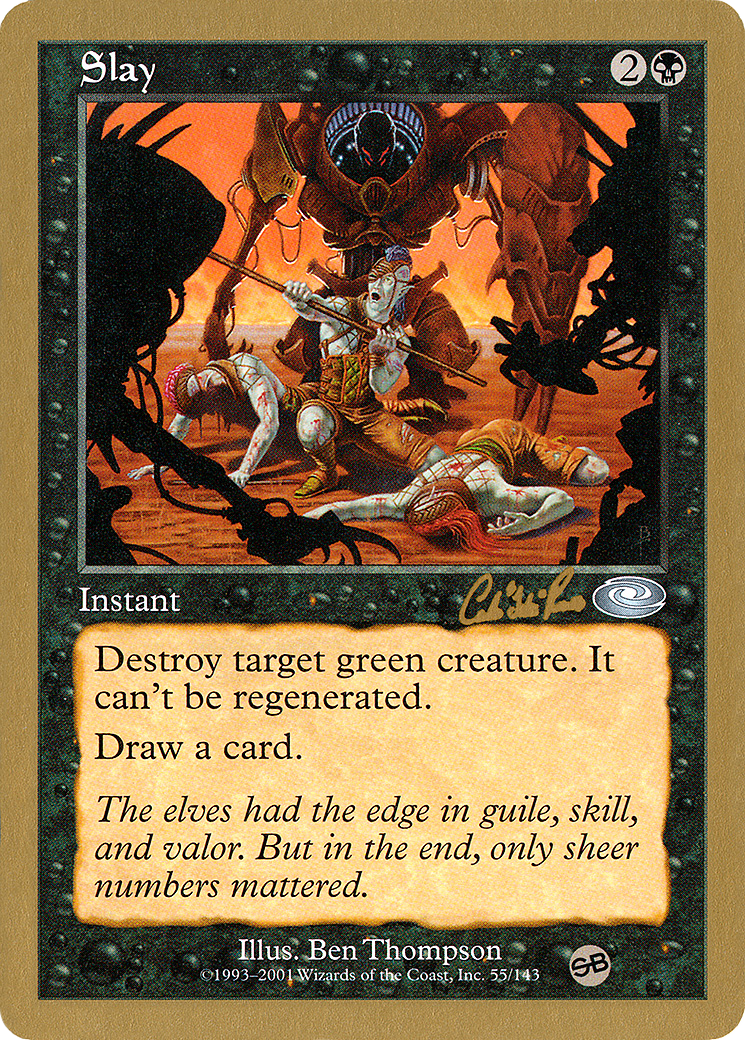 Slay
2
Instant
Destroy target green creature. It
can't be regenerated.
Draw a card.
The elves had the edge in guile, skill,
and valor. But in the end, only sheer
numbers mattered.
Illus. Ben Thompson
©1993–2001 Wizards of the Coast, Inc. 55/143
SB